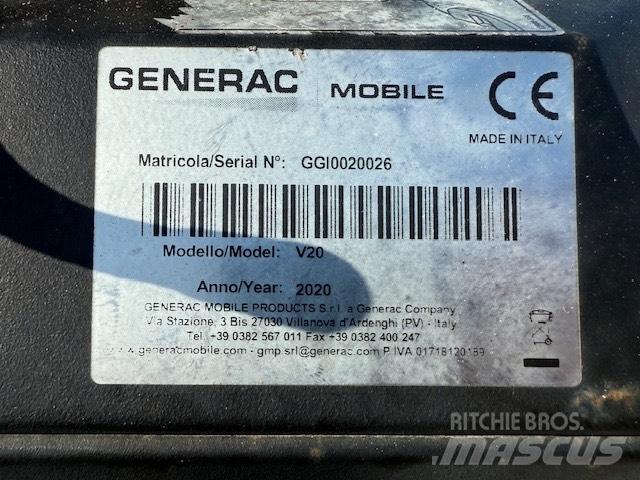 GENERAC MOBILE
CE
MADE IN ITALY
Matricola/Serial N°: GGI0020026
Modello/Model: V20
Anno/Year: 2020
GENERAC MOBILE PRODUCTS S.r.l. a Generac Company
Via Stazione, 3 Bis 27030 Villanova d'Ardenghi (PV) - Italy
Tel. +39 0382 567 011 Fax +39 0382 400 247
www.generacmobile.com - gmp.srl@generac.com P.IVA 01718120189
RITCHIE BROS.
MASCUS